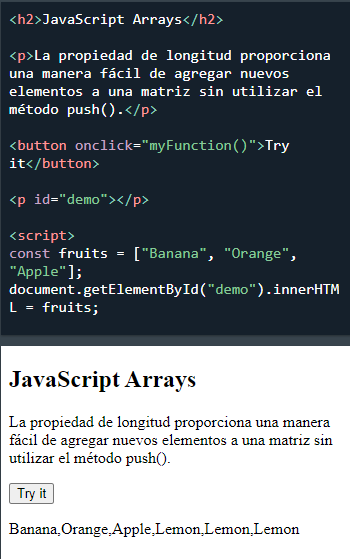 <h2>JavaScript Arrays</h2>
<p>La propiedad de longitud proporciona
una manera fácil de agregar nuevos
elementos a una matriz sin utilizar el
método push().</p>
<button onclick="myFunction()">Try
it</button>
<p id="demo"></p>
<script>
const fruits = ["Banana", "Orange",
"Apple"];
document.getElementById("demo").innerHTM
L = fruits;
JavaScript Arrays
La propiedad de longitud proporciona una manera
fácil de agregar nuevos elementos a una matriz sin
utilizar el método push().
Try it
Banana,Orange,Apple,Lemon,Lemon,Lemon